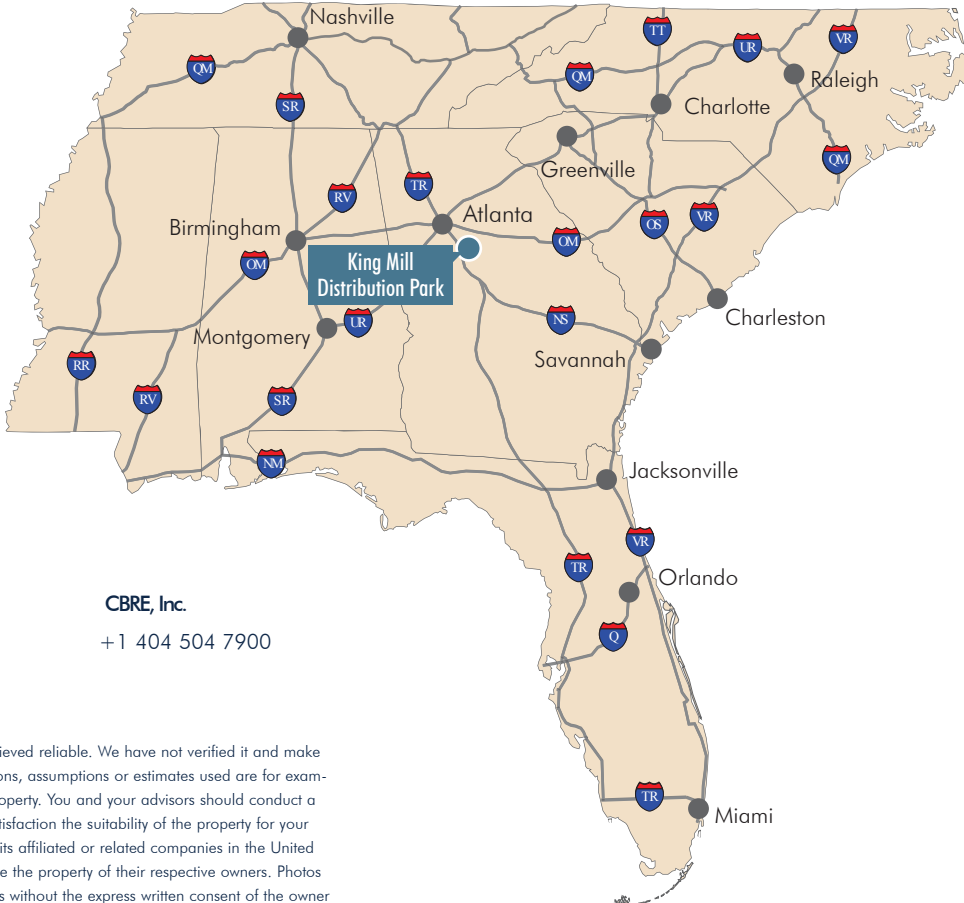 Nashville
TT
VR
UR
QM
QM
Raleigh
SR
Charlotte
QM
Greenville
TR
RV
Atlanta
VR
OS
Birmingham
OM
OM
King Mill
Distribution Park
Charleston
NS
UR
Montgomery
Savannah
RR
RV
SR
NM
Jacksonville
VR
TR
Orlando
CBRE, Inc.
Q
+1 404 504 7900
ieved reliable. We have not verified it and make
ons, assumptions or estimates used are for exam-
operty. You and your advisors should conduct a
tisfaction the suitability of the property for your
TR
Miami
its affiliated or related companies in the United
e the property of their respective owners. Photos
s without the express written consent of the owner